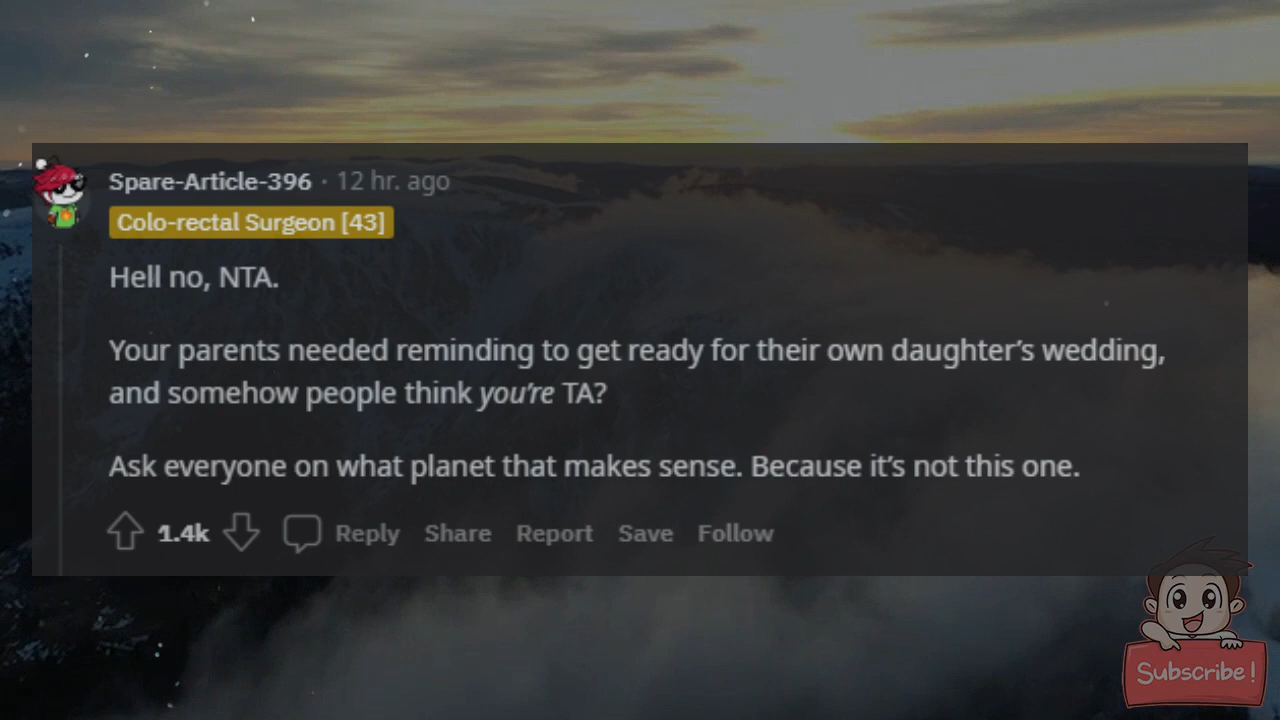 Spare-Article-396 · 12 hr. ago
Colo-rectal Surgeon [43]
Hell no, NTA.
Your parents needed reminding to get ready for their own daughter’s wedding,
and somehow people think you’re TA?
Ask everyone on what planet that makes sense. Because it’s not this one.
1.4k Reply Share Report Save Follow
Subscribe!